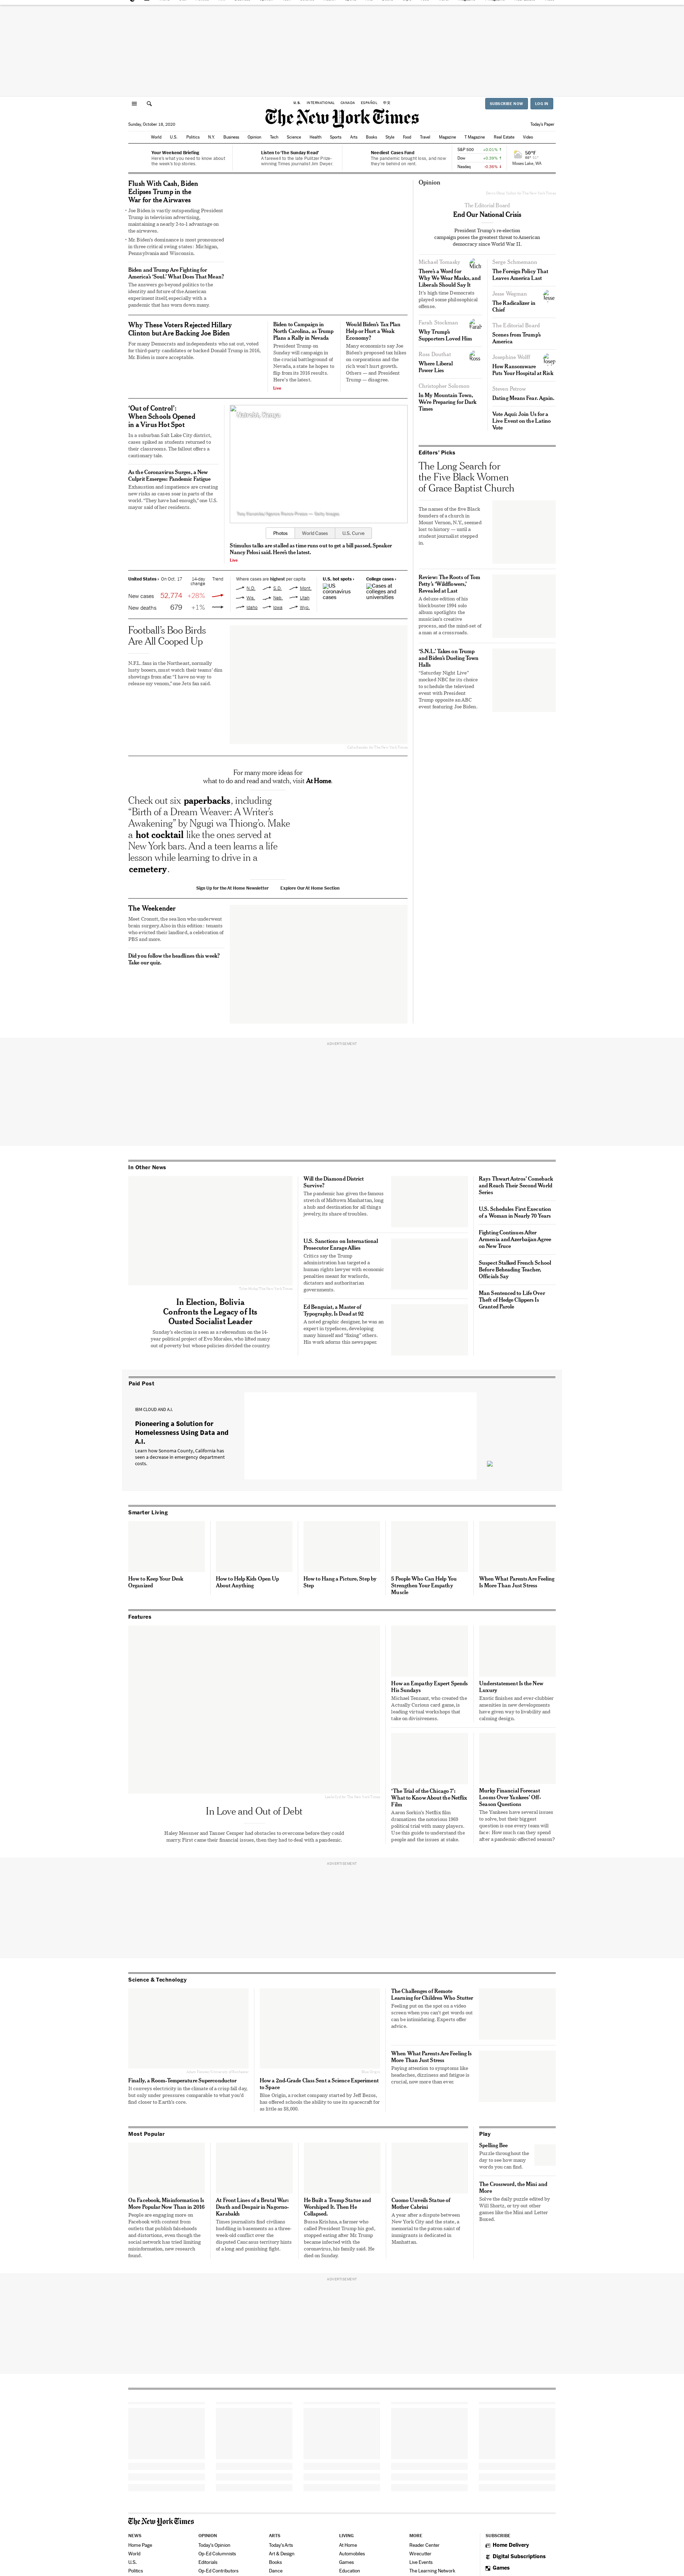 U.S. INTERNATIONAL CANADA ESPAÑOL 中文
SUBSCRIBE NOW LOG IN
The New York Times
Sunday, October 18, 2020
Today's Paper
World U.S. Politics N.Y. Business Opinion Tech Science Health Sports Arts Books Style Food Travel Magazine T Magazine Real Estate Video
Your Weekend Briefing
Here's what you need to know about the week's top stories.
Listen to 'The Sunday Read'
A farewell to the late Pulitzer Prize-winning Times journalist Jim Dwyer.
Nerdiest Cases Fund
S&P 500 +0.01% ↑
Dow +0.39% ↑
Nasdaq -0.36% ↓
50°F
Moses Lake, WA
Flush With Cash, Biden
Eclipses Trump in the
War for the Airwaves
Joe Biden is vastly outspending President
Trump in television advertising,
maintaining a nearly 2-to-1 advantage on
the airwaves.
Mr. Biden's dominance is most pronounced
in three critical swing states: Michigan,
Pennsylvania and Wisconsin.
Biden and Trump Are Fighting for
America's 'Soul.' What Does That Mean?
The answers go beyond politics to the
identity and future of the American
experiment itself, especially with a
pandemic that has worn down many.
Why These Voters Rejected Hillary
Clinton but Are Backing Joe Biden
For many Democrats and independents who sat out, voted
for third party candidates or backed Donald Trump in 2016,
Mr. Biden is more acceptable.
Biden to Campaign in
North Carolina, as Trump
Plans a Rally in Nevada
President Trump on
Sunday will campaign in
the crucial battleground of
Nevada, a state he hopes to
flip from its 2016 results.
Here's the latest.
Live
Would Biden's Tax Plan
Help or Hurt a Weak
Economy?
Many economists say Joe
Biden's proposed tax hikes
on corporations and the
rich won't hurt growth.
Others — and President
Trump — disagree.
'Out of Control':
When Schools Opened
in a Virus Hot Spot
In a suburban Salt Lake City district,
cases spiked as students returned to
their classrooms. The fallout offers a
cautionary tale.
As the Coronavirus Surges, a New
Culprit Emerges: Pandemic Fatigue
Exhaustion and impatience are creating
new risks as cases soar in parts of the
world. "They have had enough," one U.S.
mayor said of her residents.
Nairobi, Kenya
Photos World Cases U.S. Curve
Stimulus talks are stalled as time runs out to get a bill passed, Speaker
Nancy Pelosi said. Here's the latest.
Live
United States › On Oct. 17 14-day change Trend
New cases 52,774 +28%
New deaths 679 +1%
Where cases are highest per capita
N.D. S.D. Mont.
Wis. Neb. Utah
Idaho Iowa Wyo.
U.S. hot spots ›
US coronavirus cases
College cases ›
Cases at colleges and universities
Football's Boo Birds
Are All Cooped Up
N.F.L. fans in the Northeast, normally
lusty booers, must watch their teams' dim
showings from afar. "I have no way to
release my venom," one Jets fan said.
For many more ideas for
what to do and read and watch, visit At Home.
Check out six paperbacks, including
"Birth of a Dream Weaver: A Writer's
Awakening" by Ngugi wa Thiong'o. Make
a hot cocktail like the ones served at
New York bars. And a teen learns a life
lesson while learning to drive in a
cemetery.
Sign Up for the At Home Newsletter Explore Our At Home Section
The Weekender
Meet Cronutt, the sea lion who underwent
brain surgery. Also in this edition: tenants
who evicted their landlord, a celebration of
PBS and more.
Did you follow the headlines this week?
Take our quiz.
Opinion
The Editorial Board
End Our National Crisis
President Trump's re-election
campaign poses the greatest threat to American
democracy since World War II.
Michael Tomasky
There's a Word for
Why We Wear Masks, and
Liberals Should Say It
It's high time Democrats
played some philosophical
offense.
Farah Stockman
Why Trump's
Supporters Loved Him
Ross Douthat
Where Liberal
Power Lies
Christopher Solomon
In My Mountain Town,
We're Preparing for Dark
Times
Serge Schmemann
The Foreign Policy That
Leaves America Last
Jesse Wegman
The Radicalizer in
Chief
The Editorial Board
Scenes from Trump's
America
Josephine Wolff
How Ransomware
Puts Your Hospital at Risk
Steven Petrow
Dating Means Fear. Again.
Vote Aquí: Join Us for a
Live Event on the Latino
Vote
Editors' Picks
The Long Search for
the Five Black Women
of Grace Baptist Church
The names of the five Black
founders of a church in
Mount Vernon, N.Y., seemed
lost to history — until a
student journalist stepped
in.
Review: The Roots of Tom
Petty's 'Wildflowers,'
Revealed at Last
A deluxe edition of his
blockbuster 1994 solo
album spotlights the
musician's creative
process, and the mind-set of
a man at a crossroads.
'S.N.L.' Takes on Trump
and Biden's Dueling Town
Halls
"Saturday Night Live"
mocked NBC for its choice
to schedule the televised
event with President
Trump opposite an ABC
event featuring Joe Biden.
ADVERTISEMENT
In Other News
In Election, Bolivia
Confronts the Legacy of Its
Ousted Socialist Leader
Sunday's election is seen as a referendum on the 14-
year political project of Evo Morales, who lifted many
out of poverty but whose policies divided the country.
Will the Diamond District
Survive?
The pandemic has given the famous
stretch of Midtown Manhattan, long
a hub and destination for all things
jewelry, its share of troubles.
U.S. Sanctions on International
Prosecutor Enrage Allies
Critics say the Trump
administration has targeted a
human rights lawyer with economic
penalties meant for warlords,
dictators and authoritarian
governments.
Ed Benguiat, a Master of
Typography, Is Dead at 92
A noted graphic designer, he was an
expert in typefaces, developing
many himself and "fixing" others.
His work adorns this newspaper.
Rays Thwart Astros' Comeback
and Reach Their Second World
Series
U.S. Schedules First Execution
of a Woman in Nearly 70 Years
Fighting Continues After
Armenia and Azerbaijan Agree
on New Truce
Suspect Stalked French School
Before Beheading Teacher,
Officials Say
Man Sentenced to Life Over
Theft of Hedge Clippers Is
Granted Parole
Paid Post
IBM CLOUD AND A.I.
Pioneering a Solution for
Homelessness Using Data and
A.I.
Learn how Sonoma County, California has
seen a decrease in emergency department
costs.
Smarter Living
How to Keep Your Desk
Organized
How to Help Kids Open Up
About Anything
How to Hang a Picture, Step by
Step
5 People Who Can Help You
Strengthen Your Empathy
Muscle
When What Parents Are Feeling
Is More Than Just Stress
Features
In Love and Out of Debt
Haley Messner and Tanner Comper had obstacles to overcome before they could
marry. First came their financial issues, then they had to deal with a pandemic.
How an Empathy Expert Spends
His Sundays
Michael Tennant, who created the
Actually Curious card game, is
leading virtual workshops that
take on divisiveness.
Understatement Is the New
Luxury
Exotic finishes and over-clubbier
amenities in new developments
have given way to livability and
calming design.
'The Trial of the Chicago 7':
What to Know About the Netflix
Film
Aaron Sorkin's Netflix film
dramatizes the notorious 1969
political trial with many players.
Use this guide to understand the
people and the issues at stake.
Murky Financial Forecast
Looms Over Yankees' Off-
Season Questions
The Yankees have several issues
to solve, but their biggest
question is one every team will
face: How much can they spend
after a pandemic-affected season?
ADVERTISEMENT
Science & Technology
Finally, a Room-Temperature Superconductor
It conveys electricity in the climate of a crisp fall day,
but only under pressures comparable to what you'd
find closer to Earth's core.
How a 2nd-Grade Class Sent a Science Experiment
to Space
Blue Origin, a rocket company started by Jeff Bezos,
has offered schools the ability to use its spacecraft for
as little as $8,000.
The Challenges of Remote
Learning for Children Who Stutter
Feeling put on the spot on a video
screen when you can't get words out
can be intimidating. Experts offer
advice.
When What Parents Are Feeling Is
More Than Just Stress
Paying attention to symptoms like
headaches, dizziness and fatigue is
crucial, now more than ever.
Most Popular
On Facebook, Misinformation Is
More Popular Now Than in 2016
People are engaging more on
Facebook with content from
outlets that publish falsehoods
and distortions, even though the
social network has tried limiting
misinformation, new research
found.
At Front Lines of a Brutal War:
Death and Despair in Nagorno-
Karabakh
Times journalists find civilians
huddling in basements as a three-
week-old conflict over the
disputed Caucasus territory hints
of a long and punishing fight.
He Built a Trump Statue and
Worshiped It. Then He
Collapsed.
Bussa Krishna, a farmer who
called President Trump his god,
stopped eating after Mr. Trump
became infected with the
coronavirus, his family said. He
died on Sunday.
Cuomo Unveils Statue of
Mother Cabrini
A year after a dispute between
New York City and the state, a
memorial to the patron saint of
immigrants is dedicated in
Manhattan.
Play
Spelling Bee
Puzzle throughout the
day to see how many
words you can find.
The Crossword, the Mini and
More
Solve the daily puzzle edited by
Will Shortz, or try out other
games like the Mini and Letter
Boxed.
ADVERTISEMENT
The New York Times
NEWS OPINION ARTS LIVING MORE SUBSCRIBE
Home Page Today's Opinion Today's Arts At Home Reader Center Home Delivery
World Op-Ed Columnists Art & Design Automobiles Wirecutter Digital Subscriptions
U.S. Editorials Books Games Live Events Games
Politics Op-Ed Contributors Dance Education The Learning Network